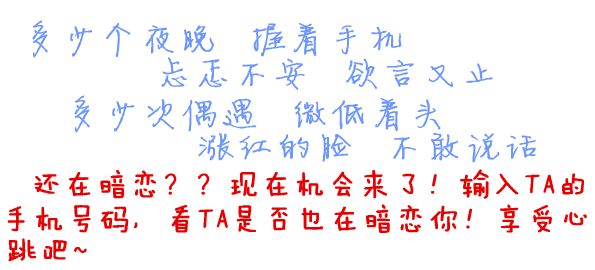 多少个夜晚 握着手机
忐忑不安 欲言又止
多少次偶遇 微低着头
涨红的脸 不敢说话
还在暗恋？？现在机会来了！输入TA的
手机号码，看TA是否也在暗恋你！享受心
跳吧~